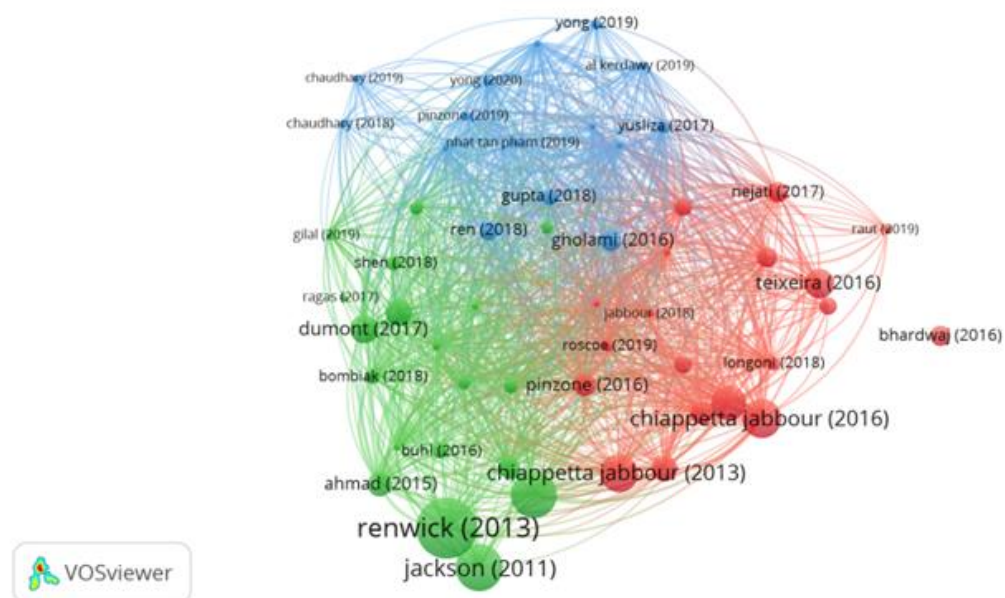 yong (2019)
al kerdawy (2019)
chaudhary (2019)
yong (2020)
pinzone (2019)
chaudhary (2018)
yusliza (2017)
nhat tan pham (2019)
gupta (2018)
nejati (2017)
ren (2018)
gholami (2016)
raut (2019)
gilal (2019)
shen (2018)
teixeira (2016)
ragas (2017)
jabbour (2018)
dumont (2017)
bhardwaj (2016)
roscoe (2019)
longoni (2018)
bombiak (2018)
pinzone (2016)
chiappetta jabbour (2016)
buhl (2016)
chiappetta jabbour (2013)
ahmad (2015)
renwick (2013)
jackson (2011)
VOSviewer